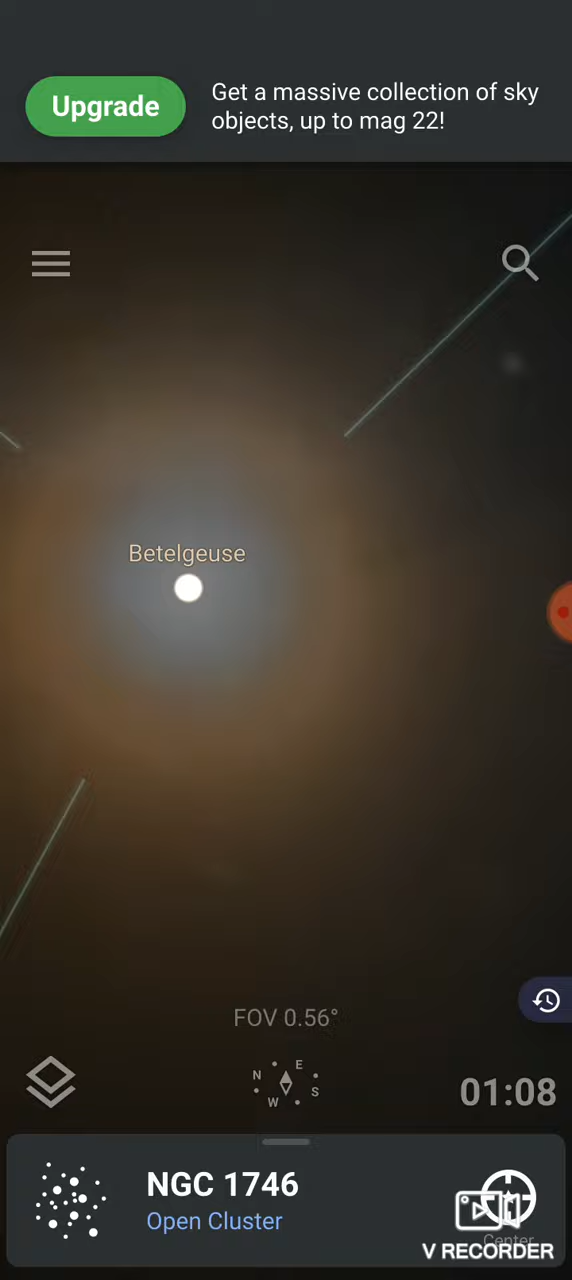 Upgrade
Get a massive collection of sky
objects, up to mag 22!
Betelgeuse
FOV 0.56°
N E S W
01:08
NGC 1746
Open Cluster
Center
V RECORDER